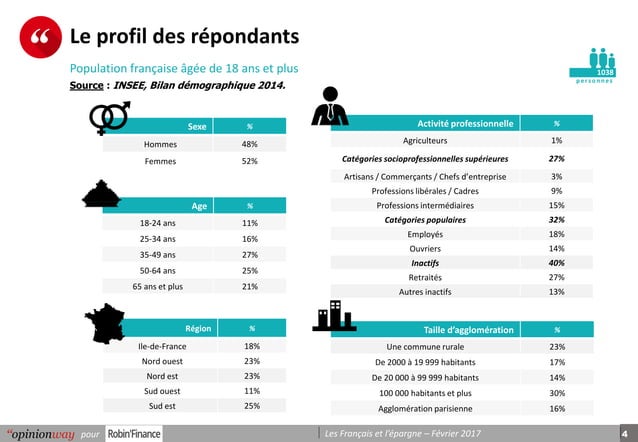 Le profil des répondants
Population française âgée de 18 ans et plus
Source : INSEE, Bilan démographique 2014.
1038
personnes
Sexe %
Hommes 48%
Femmes 52%
Age %
18-24 ans 11%
25-34 ans 16%
35-49 ans 27%
50-64 ans 25%
65 ans et plus 21%
Région %
Ile-de-France 18%
Nord ouest 23%
Nord est 23%
Sud ouest 11%
Sud est 25%
Activité professionnelle %
Agriculteurs 1%
Catégories socioprofessionnelles supérieures 27%
Artisans / Commerçants / Chefs d’entreprise 3%
Professions libérales / Cadres 9%
Professions intermédiaires 15%
Catégories populaires 32%
Employés 18%
Ouvriers 14%
Inactifs 40%
Retraités 27%
Autres inactifs 13%
Taille d’agglomération %
Une commune rurale 23%
De 2000 à 19 999 habitants 17%
De 20 000 à 99 999 habitants 14%
100 000 habitants et plus 30%
Agglomération parisienne 16%
“opinionway pour Robin'Finance Les Français et l’épargne – Février 2017 4